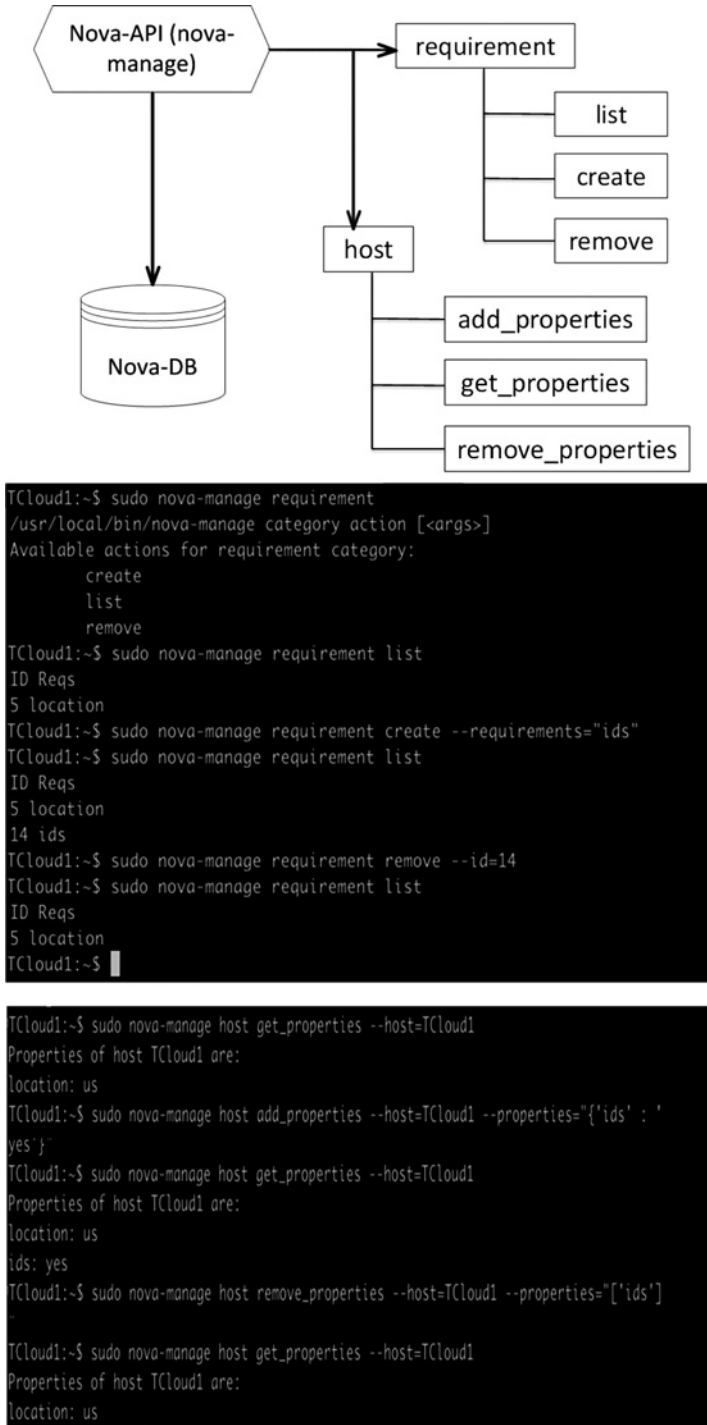 Nova-API (nova-
manage)
requirement
list
create
remove
host
Nova-DB
add_properties
get_properties
remove_properties
TCloud1:~$ sudo nova-manage requirement
/usr/local/bin/nova-manage category action [<args>]
Available actions for requirement category:
create
list
remove
TCloud1:~$ sudo nova-manage requirement list
ID Reqs
5 location
TCloud1:~$ sudo nova-manage requirement create --requirements="ids"
TCloud1:~$ sudo nova-manage requirement list
ID Reqs
5 location
14 ids
TCloud1:~$ sudo nova-manage requirement remove --id=14
TCloud1:~$ sudo nova-manage requirement list
ID Reqs
5 location
TCloud1:~$
TCloud1:~$ sudo nova-manage host get_properties --host=TCloud1
Properties of host TCloud1 are:
location: us
TCloud1:~$ sudo nova-manage host add_properties --host=TCloud1 --properties="{'ids' : '
yes'}"
TCloud1:~$ sudo nova-manage host get_properties --host=TCloud1
Properties of host TCloud1 are:
location: us
ids: yes
TCloud1:~$ sudo nova-manage host remove_properties --host=TCloud1 --properties="['ids']
"
TCloud1:~$ sudo nova-manage host get_properties --host=TCloud1
Properties of host TCloud1 are:
location: us